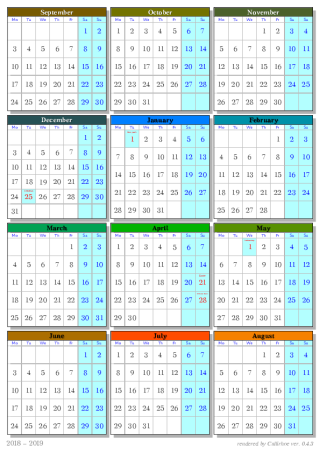 September
Mo Tu We Th Fr Sa Su
1 2
3 4 5 6 7 8 9
10 11 12 13 14 15 16
17 18 19 20 21 22 23
24 25 26 27 28 29 30
October
Mo Tu We Th Fr Sa Su
1 2 3 4 5 6 7
8 9 10 11 12 13 14
15 16 17 18 19 20 21
22 23 24 25 26 27 28
29 30 31
November
Mo Tu We Th Fr Sa Su
1 2 3 4
5 6 7 8 9 10 11
12 13 14 15 16 17 18
19 20 21 22 23 24 25
26 27 28 29 30
December
Mo Tu We Th Fr Sa Su
1 2
3 4 5 6 7 8 9
10 11 12 13 14 15 16
17 18 19 20 21 22 23
24 25 26 27 28 29 30
31
January
Mo Tu We Th Fr Sa Su
1 2 3 4 5 6
7 8 9 10 11 12 13
14 15 16 17 18 19 20
21 22 23 24 25 26 27
28 29 30 31
February
Mo Tu We Th Fr Sa Su
1 2 3
4 5 6 7 8 9 10
11 12 13 14 15 16 17
18 19 20 21 22 23 24
25 26 27 28
March
Mo Tu We Th Fr Sa Su
1 2 3
4 5 6 7 8 9 10
11 12 13 14 15 16 17
18 19 20 21 22 23 24
25 26 27 28 29 30 31
April
Mo Tu We Th Fr Sa Su
1 2 3 4 5 6 7
8 9 10 11 12 13 14
15 16 17 18 19 20 21
22 23 24 25 26 27 28
29 30
May
Mo Tu We Th Fr Sa Su
1 2 3 4 5
6 7 8 9 10 11 12
13 14 15 16 17 18 19
20 21 22 23 24 25 26
27 28 29 30 31
June
Mo Tu We Th Fr Sa Su
1 2
3 4 5 6 7 8 9
10 11 12 13 14 15 16
17 18 19 20 21 22 23
24 25 26 27 28 29 30
July
Mo Tu We Th Fr Sa Su
1 2 3 4 5 6 7
8 9 10 11 12 13 14
15 16 17 18 19 20 21
22 23 24 25 26 27 28
29 30 31
August
Mo Tu We Th Fr Sa Su
1 2 3 4
5 6 7 8 9 10 11
12 13 14 15 16 17 18
19 20 21 22 23 24 25
26 27 28 29 30 31
2018 – 2019
rendered by Calkrine ver. 0.4.3